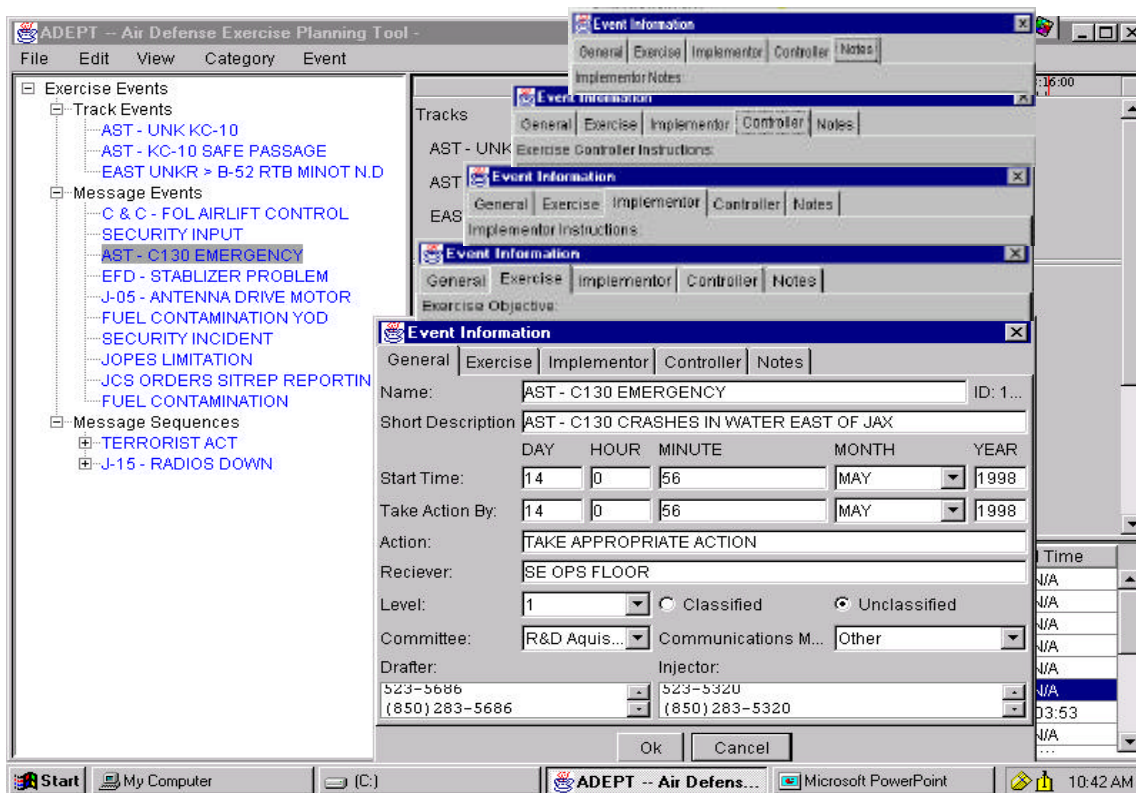 ADEPT -- Air Defense Exercise Planning Tool -
File Edit View Category Event
Exercise Events
Track Events
AST - UNK KC-10
AST - KC-10 SAFE PASSAGE
EAST UNKR > B-52 RTB MINOT N.D
Message Events
C & C - FOL AIRLIFT CONTROL
SECURITY INPUT
AST - C130 EMERGENCY
EFD - STABLIZER PROBLEM
J-05 - ANTENNA DRIVE MOTOR
FUEL CONTAMINATION YOD
SECURITY INCIDENT
JOPES LIMITATION
JCS ORDERS SITREP REPORTIN
FUEL CONTAMINATION
Message Sequences
TERRORIST ACT
J-15 - RADIOS DOWN
:16:00
Tracks
AST - UNK
AST
EAS
Event Information
General Exercise Implementor Controller Notes
Implementor Notes:
Event Information
General Exercise Implementor Controller Notes
Exercise Controller Instructions:
Event Information
General Exercise Implementor Controller Notes
Implementor Instructions:
Event Information
General Exercise Implementor Controller Notes
Exercise Objective:
Event Information
General Exercise Implementor Controller Notes
Name: AST - C130 EMERGENCY ID: 1...
Short Description AST - C130 CRASHES IN WATER EAST OF JAX
DAY HOUR MINUTE MONTH YEAR
Start Time: 14 0 56 MAY 1998
Take Action By: 14 0 56 MAY 1998
Action: TAKE APPROPRIATE ACTION
Reciever: SE OPS FLOOR
Level: 1 Classified Unclassified
Committee: R&D Aquis... Communications M... Other
Drafter: Injector:
523-5686 523-5320
(850)283-5686 (850)283-5320
Ok Cancel
Time
N/A
N/A
N/A
N/A
N/A
N/A
03:53
N/A
Start My Computer (C:) ADEPT -- Air Defens... Microsoft PowerPoint 10:42 AM